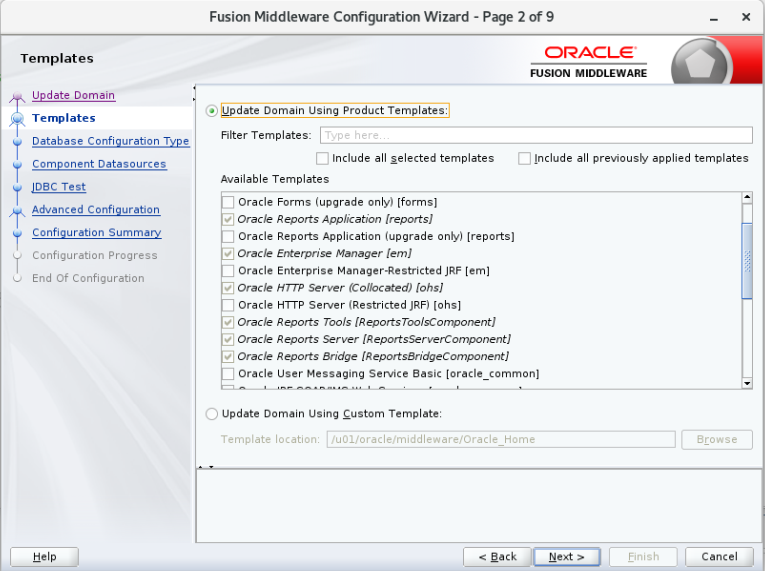 Fusion Middleware Configuration Wizard - Page 2 of 9
Templates
ORACLE
FUSION MIDDLEWARE
Update Domain
Templates
Database Configuration Type
Component Datasources
JDBC Test
Advanced Configuration
Configuration Summary
Configuration Progress
End Of Configuration
Update Domain Using Product Templates:
Filter Templates: Type here...
Include all selected templates Include all previously applied templates
Available Templates
Oracle Forms (upgrade only) [forms]
Oracle Reports Application [reports]
Oracle Reports Application (upgrade only) [reports]
Oracle Enterprise Manager [em]
Oracle Enterprise Manager-Restricted JRF [em]
Oracle HTTP Server (Collocated) [ohs]
Oracle HTTP Server (Restricted JRF) [ohs]
Oracle Reports Tools [ReportsToolsComponent]
Oracle Reports Server [ReportsServerComponent]
Oracle Reports Bridge [ReportsBridgeComponent]
Oracle User Messaging Service Basic [oracle_common]
Update Domain Using Custom Template:
Template location: /u01/oracle/middleware/Oracle_Home Browse
Help < Back Next > Finish Cancel